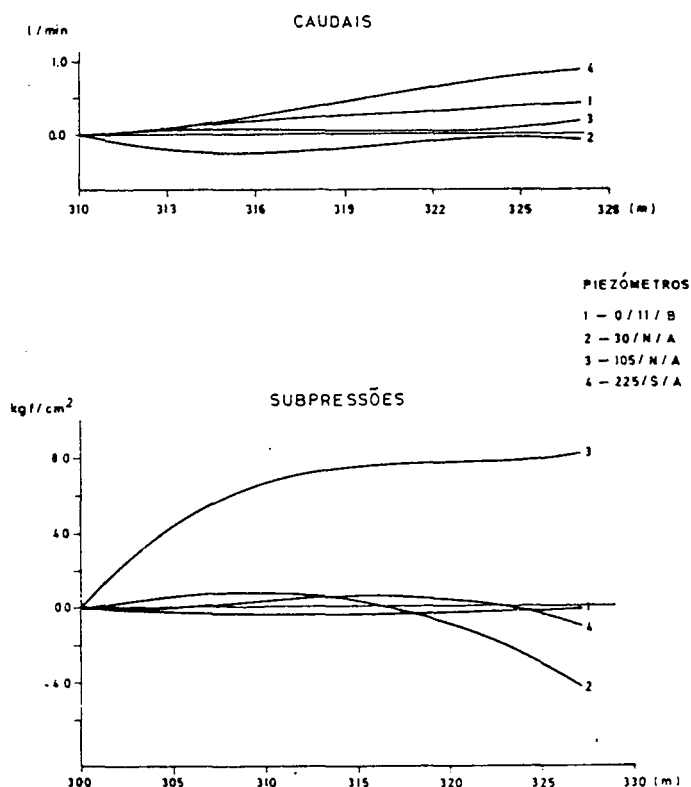 CAUDAIS
l/min
1.0
0.0
4
1
3
2
310 313 316 319 322 325 328 (m)
PIEZÓMETROS
1 – 0/11/B
2 – 30/N/A
3 – 105/N/A
4 – 225/S/A
SUBPRESSÕES
kgf/cm²
8.0
4.0
0.0
-4.0
3
1
4
2
300 305 310 315 320 325 330 (m)